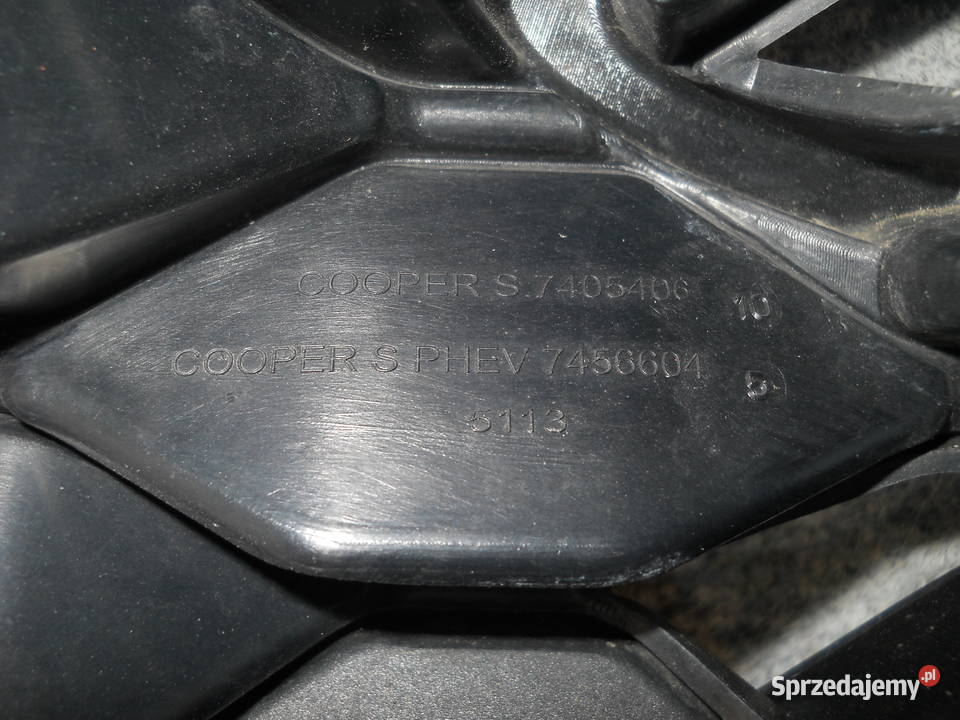 COOPER S 7405406 10
COOPER S PHEV 7456604 5
5113
Sprzedajemy.pl